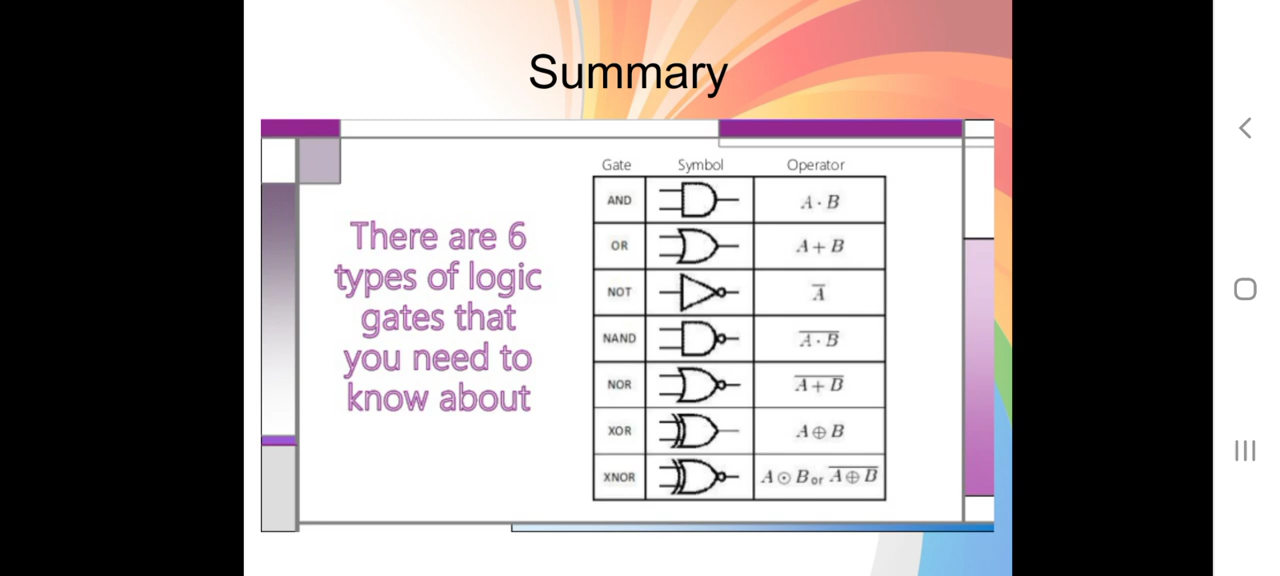 Summary
There are 6
types of logic
gates that
you need to
know about
Gate Symbol Operator
AND A · B
OR A + B
NOT A̅
NAND A̅ ·̅ B̅
NOR A̅ +̅ B̅
XOR A ⊕ B
XNOR A ⊙ B or A̅ ⊕̅ B̅